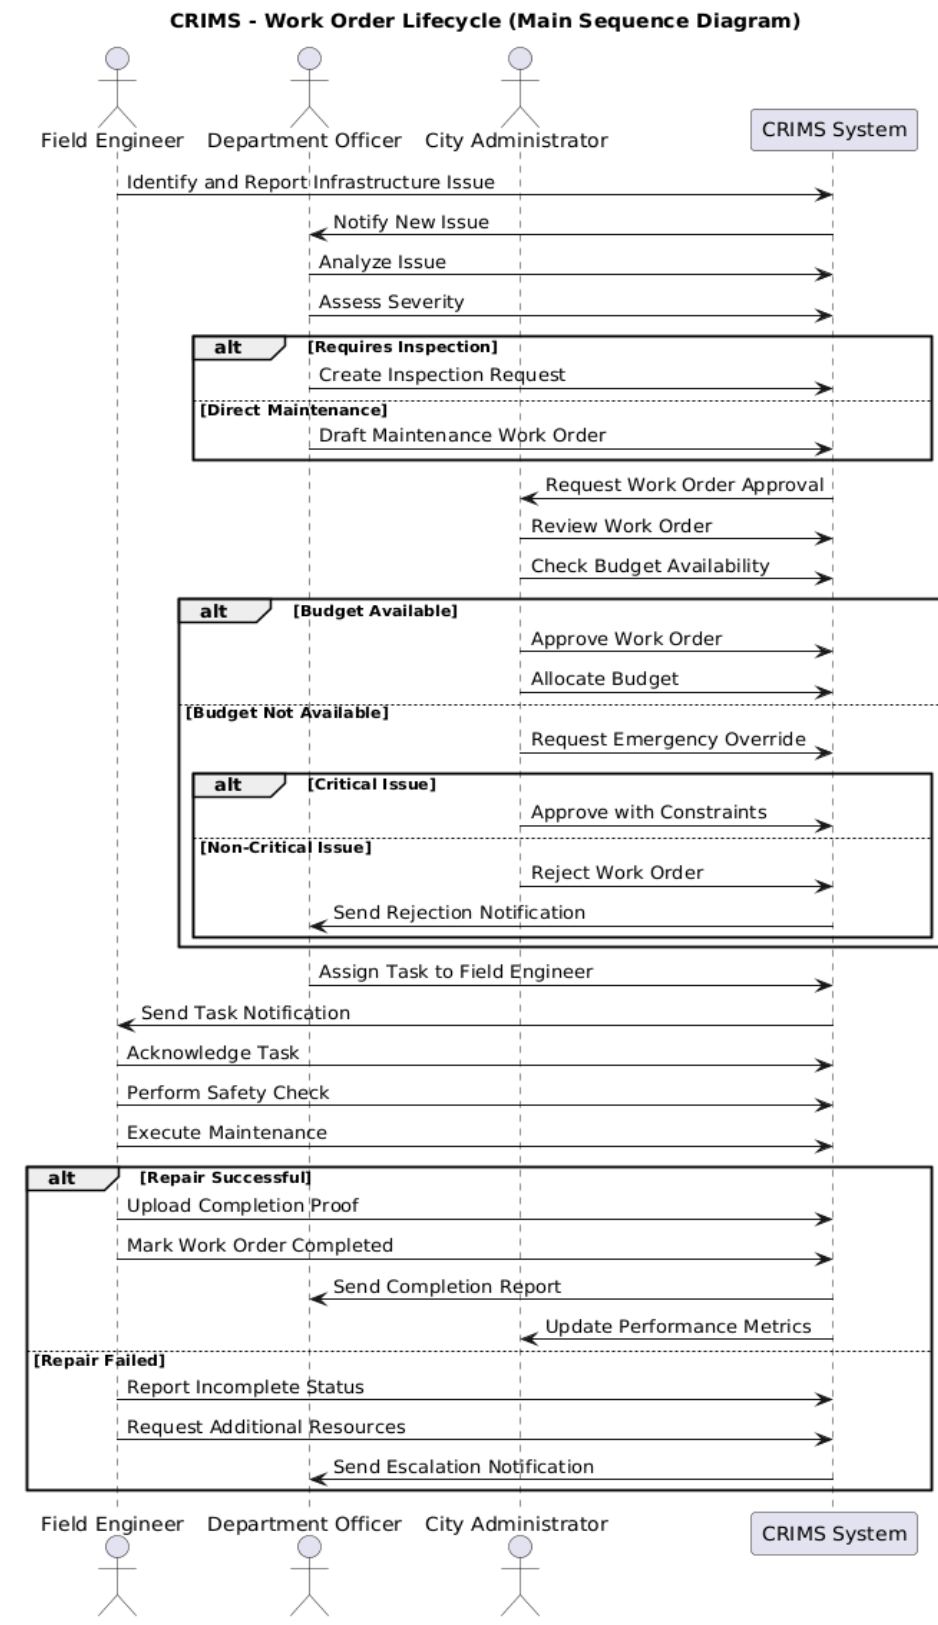 CRIMS - Work Order Lifecycle (Main Sequence Diagram)
Field Engineer
Department Officer
City Administrator
CRIMS System
Identify and Report Infrastructure Issue
Notify New Issue
Analyze Issue
Assess Severity
alt
[Requires Inspection]
Create Inspection Request
[Direct Maintenance]
Draft Maintenance Work Order
Request Work Order Approval
Review Work Order
Check Budget Availability
alt
[Budget Available]
Approve Work Order
Allocate Budget
[Budget Not Available]
Request Emergency Override
alt
[Critical Issue]
Approve with Constraints
[Non-Critical Issue]
Reject Work Order
Send Rejection Notification
Assign Task to Field Engineer
Send Task Notification
Acknowledge Task
Perform Safety Check
Execute Maintenance
alt
[Repair Successful]
Upload Completion Proof
Mark Work Order Completed
Send Completion Report
Update Performance Metrics
[Repair Failed]
Report Incomplete Status
Request Additional Resources
Send Escalation Notification
Field Engineer
Department Officer
City Administrator
CRIMS System